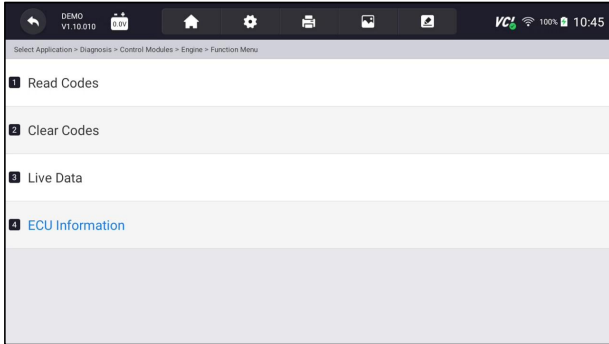 DEMO
V1.10.010
0.0V
VCI
100%
10:45
Select Application > Diagnosis > Control Modules > Engine > Function Menu
1 Read Codes
2 Clear Codes
3 Live Data
4 ECU Information